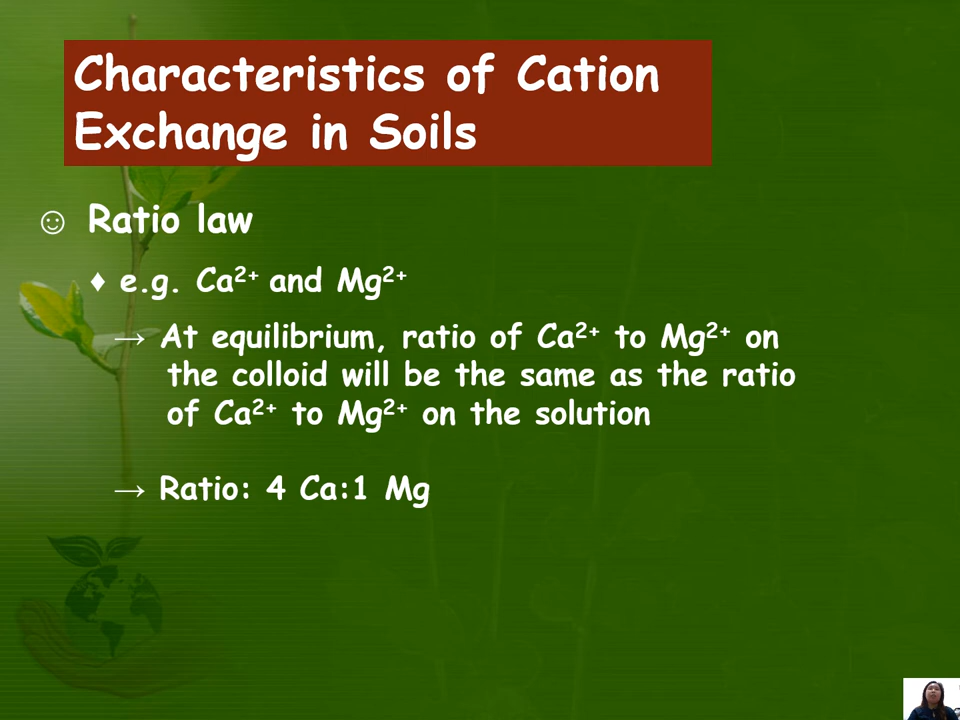 Characteristics of Cation
Exchange in Soils
☺ Ratio law
♦ e.g. Ca²⁺ and Mg²⁺
→ At equilibrium, ratio of Ca²⁺ to Mg²⁺ on
the colloid will be the same as the ratio
of Ca²⁺ to Mg²⁺ on the solution
→ Ratio: 4 Ca:1 Mg